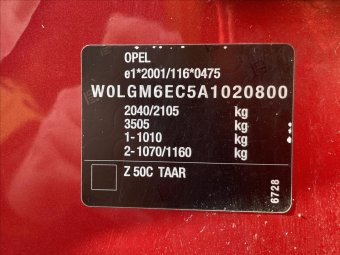 OPEL
e1*2001/116*0475
W0LGM6EC5A1020800
2040/2105 kg
3505 kg
1-1010 kg
2-1070/1160 kg
Z 50C TAAR
6728